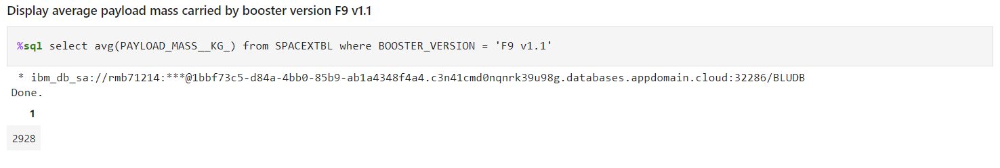 Display average payload mass carried by booster version F9 v1.1
%sql select avg(PAYLOAD_MASS__KG_) from SPACEXTBL where BOOSTER_VERSION = 'F9 v1.1'
* ibm_db_sa://rmb71214:***@1bbf73c5-d84a-4bb0-85b9-ab1a4348f4a4.c3n41cmd0nqnrk39u98g.databases.appdomain.cloud:32286/BLUDB
Done.
1
2928